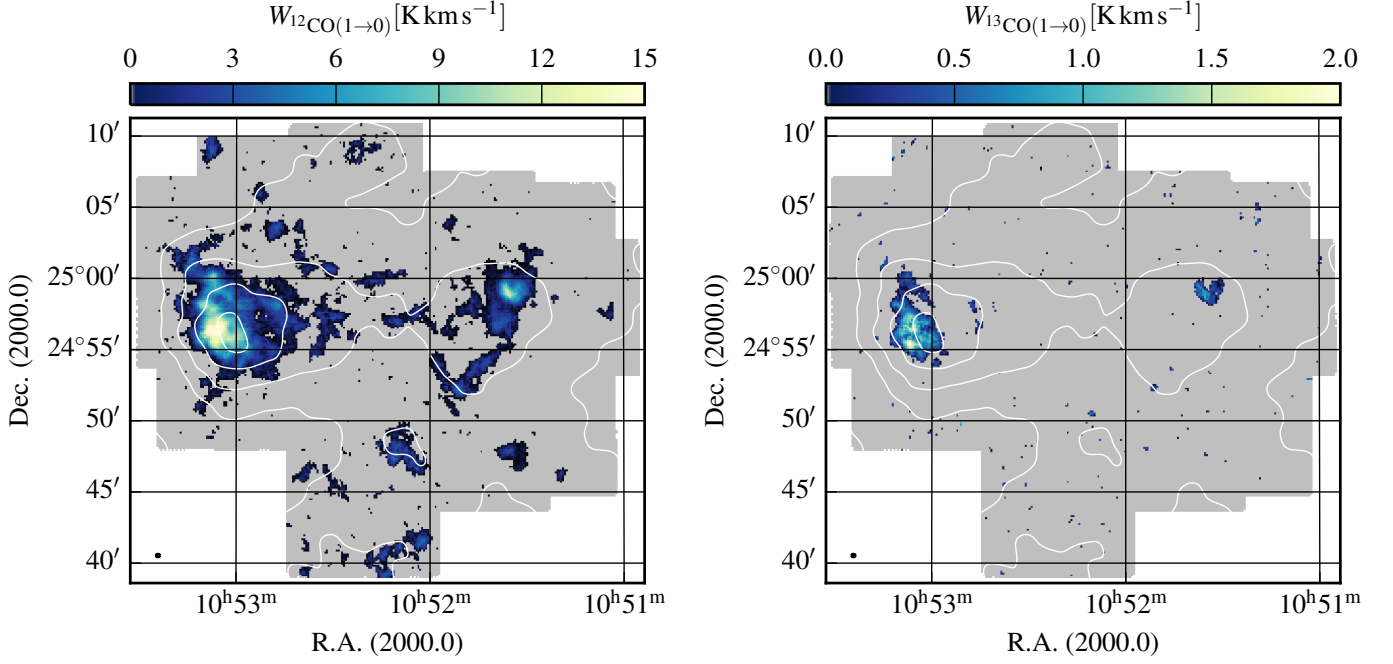 W₁₂CO(1→0)[K km s⁻¹]
0 3 6 9 12 15
10′
05′
25°00′
24°55′
50′
45′
40′
Dec. (2000.0)
10ʰ53ᵐ 10ʰ52ᵐ 10ʰ51ᵐ
R.A. (2000.0)
W₁₃CO(1→0)[K km s⁻¹]
0.0 0.5 1.0 1.5 2.0
10′
05′
25°00′
24°55′
50′
45′
40′
Dec. (2000.0)
10ʰ53ᵐ 10ʰ52ᵐ 10ʰ51ᵐ
R.A. (2000.0)